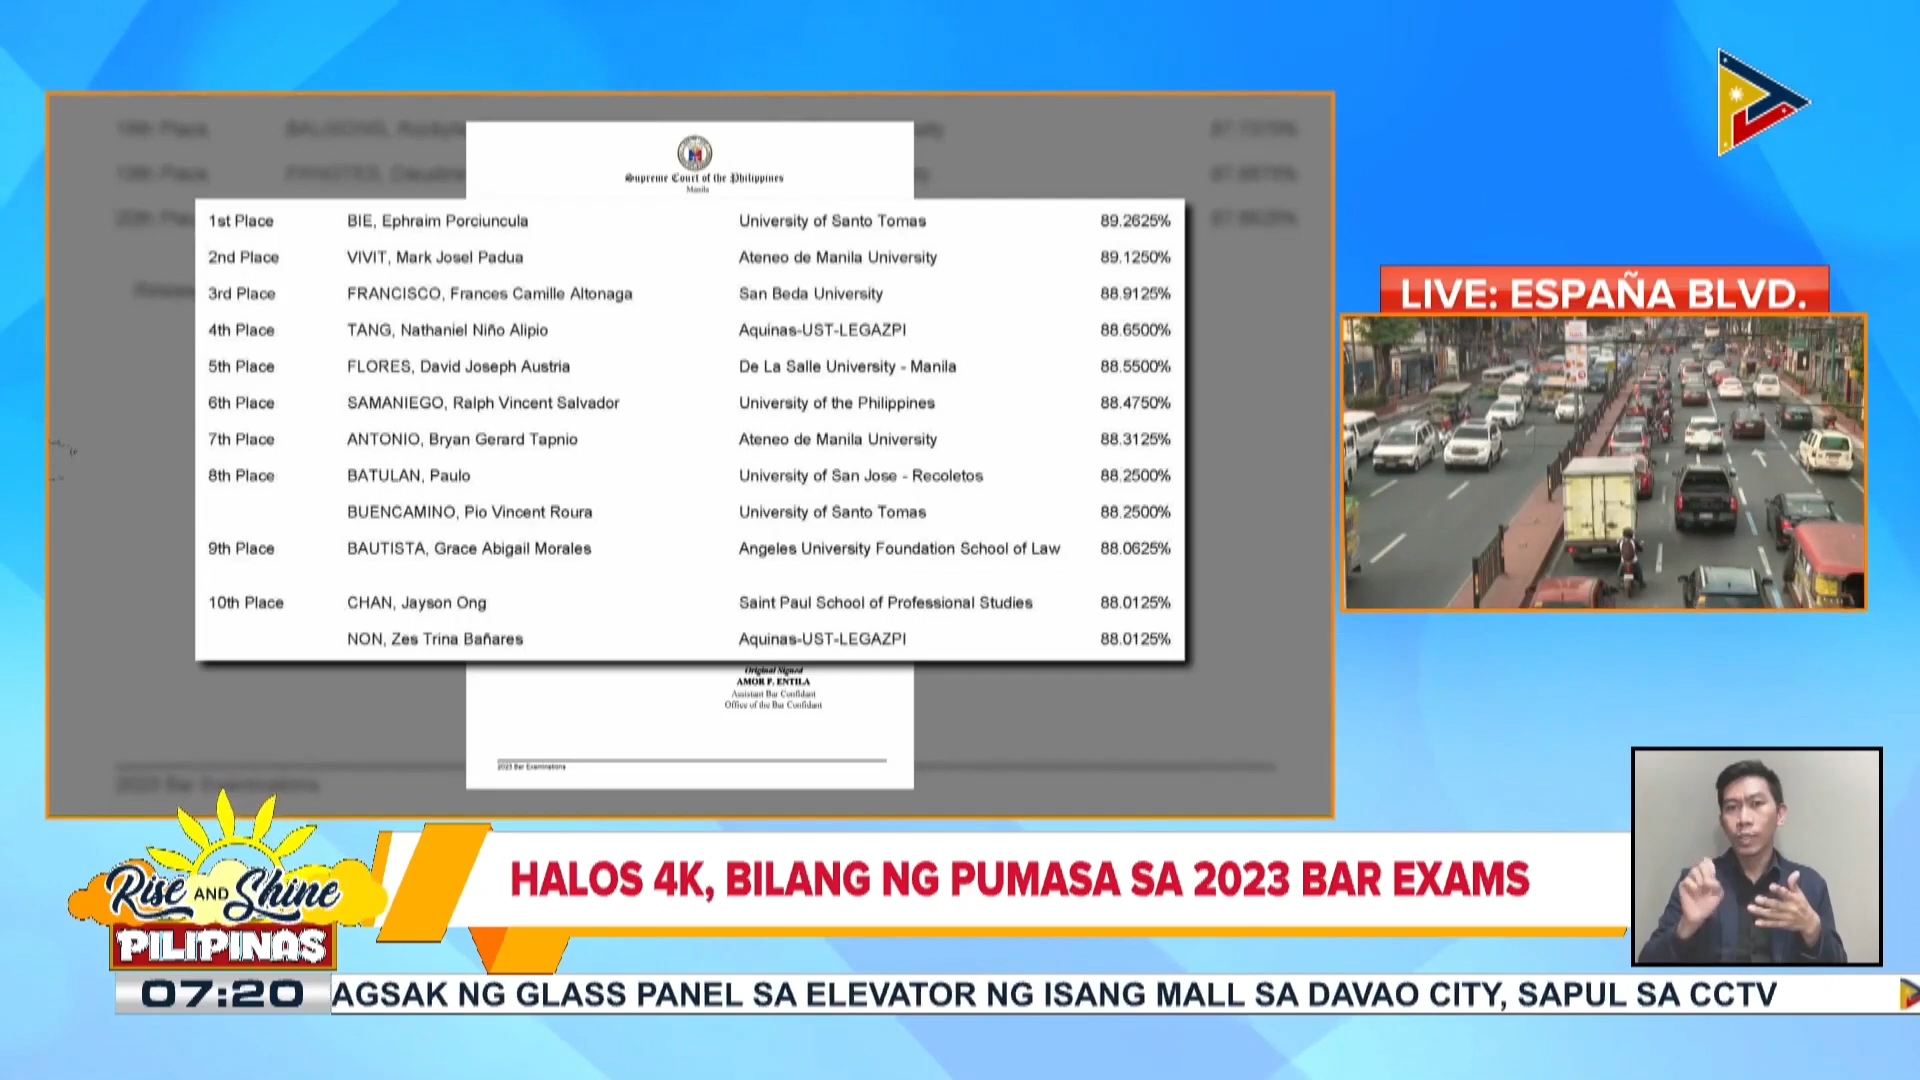 Supreme Court of the Philippines
Manila
1st Place BIE, Ephraim Porciuncula University of Santo Tomas 89.2625%
2nd Place VIVIT, Mark Josel Padua Ateneo de Manila University 89.1250%
3rd Place FRANCISCO, Frances Camille Altonaga San Beda University 88.9125%
4th Place TANG, Nathaniel Niño Alipio Aquinas-UST-LEGAZPI 88.6500%
5th Place FLORES, David Joseph Austria De La Salle University - Manila 88.5500%
6th Place SAMANIEGO, Ralph Vincent Salvador University of the Philippines 88.4750%
7th Place ANTONIO, Bryan Gerard Tapnio Ateneo de Manila University 88.3125%
8th Place BATULAN, Paulo University of San Jose - Recoletos 88.2500%
BUENCAMINO, Pio Vincent Roura University of Santo Tomas 88.2500%
9th Place BAUTISTA, Grace Abigail Morales Angeles University Foundation School of Law 88.0625%
10th Place CHAN, Jayson Ong Saint Paul School of Professional Studies 88.0125%
NON, Zes Trina Bañares Aquinas-UST-LEGAZPI 88.0125%
Original Signed
AMOR P. ENTILA
Assistant Bar Confidant
Office of the Bar Confidant
2023 Bar Examinations
2023 Bar Examinations
LIVE: ESPAÑA BLVD.
Rise AND Shine
PILIPINAS
HALOS 4K, BILANG NG PUMASA SA 2023 BAR EXAMS
07:20
AGSAK NG GLASS PANEL SA ELEVATOR NG ISANG MALL SA DAVAO CITY, SAPUL SA CCTV